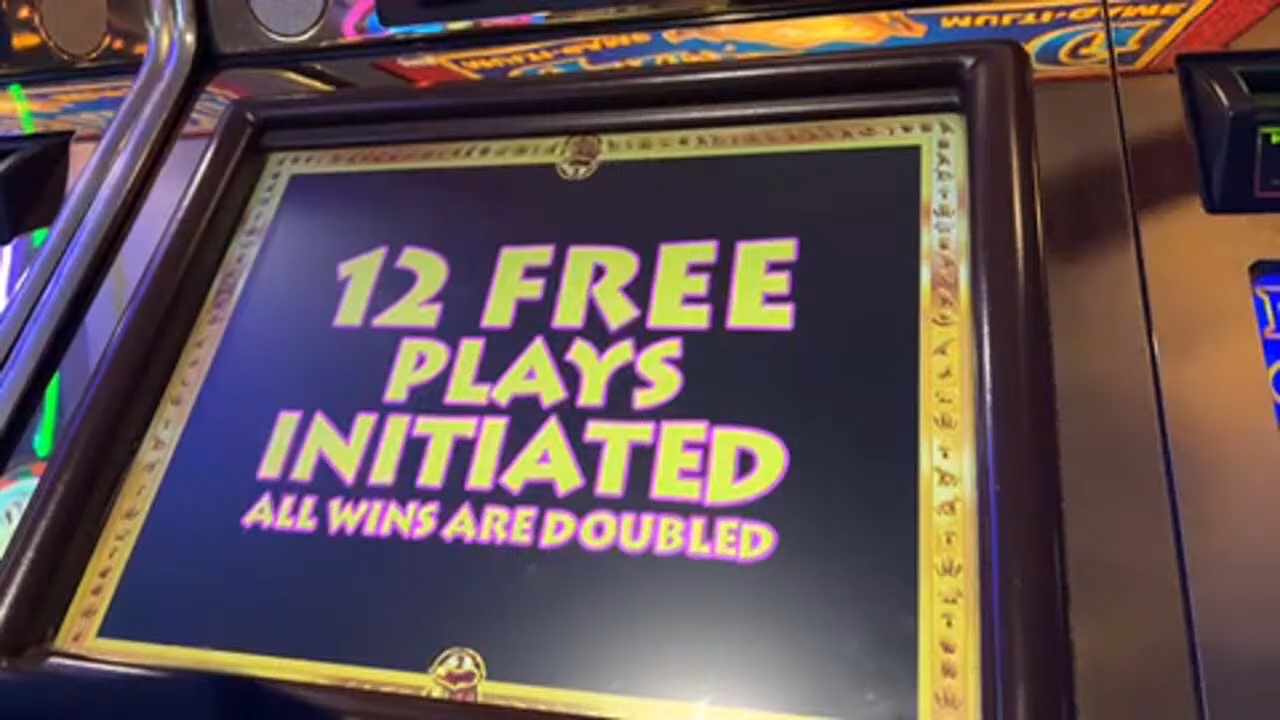 12 FREE
PLAYS
INITIATED
ALL WINS ARE DOUBLED